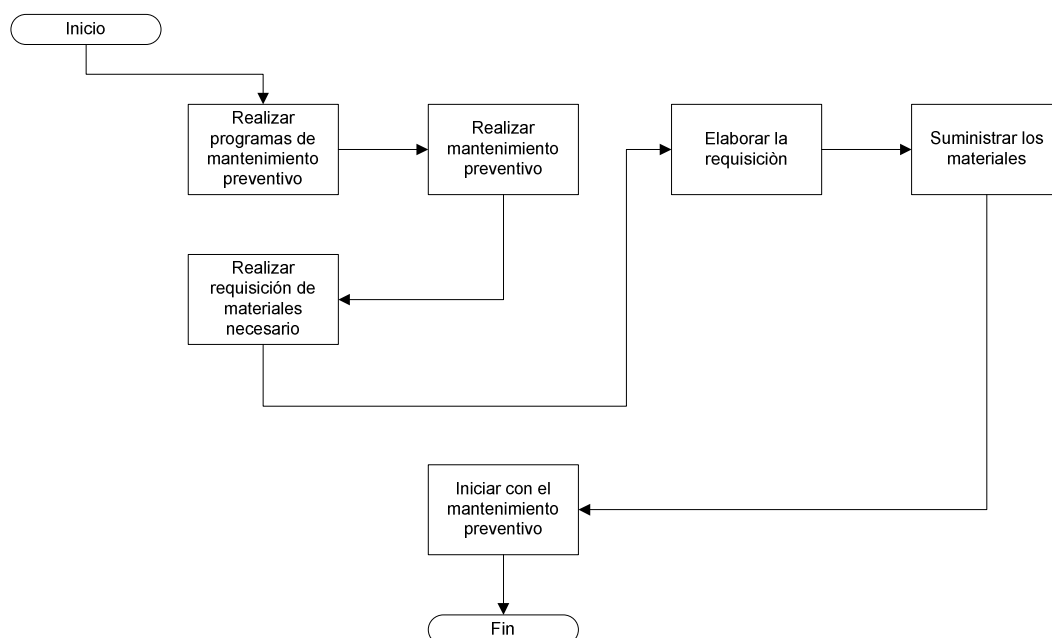 Inicio
Realizar
programas de
mantenimiento
preventivo
Realizar
mantenimiento
preventivo
Realizar
requisición de
materiales
necesario
Elaborar la
requisiciòn
Suministrar los
materiales
Iniciar con el
mantenimiento
preventivo
Fin